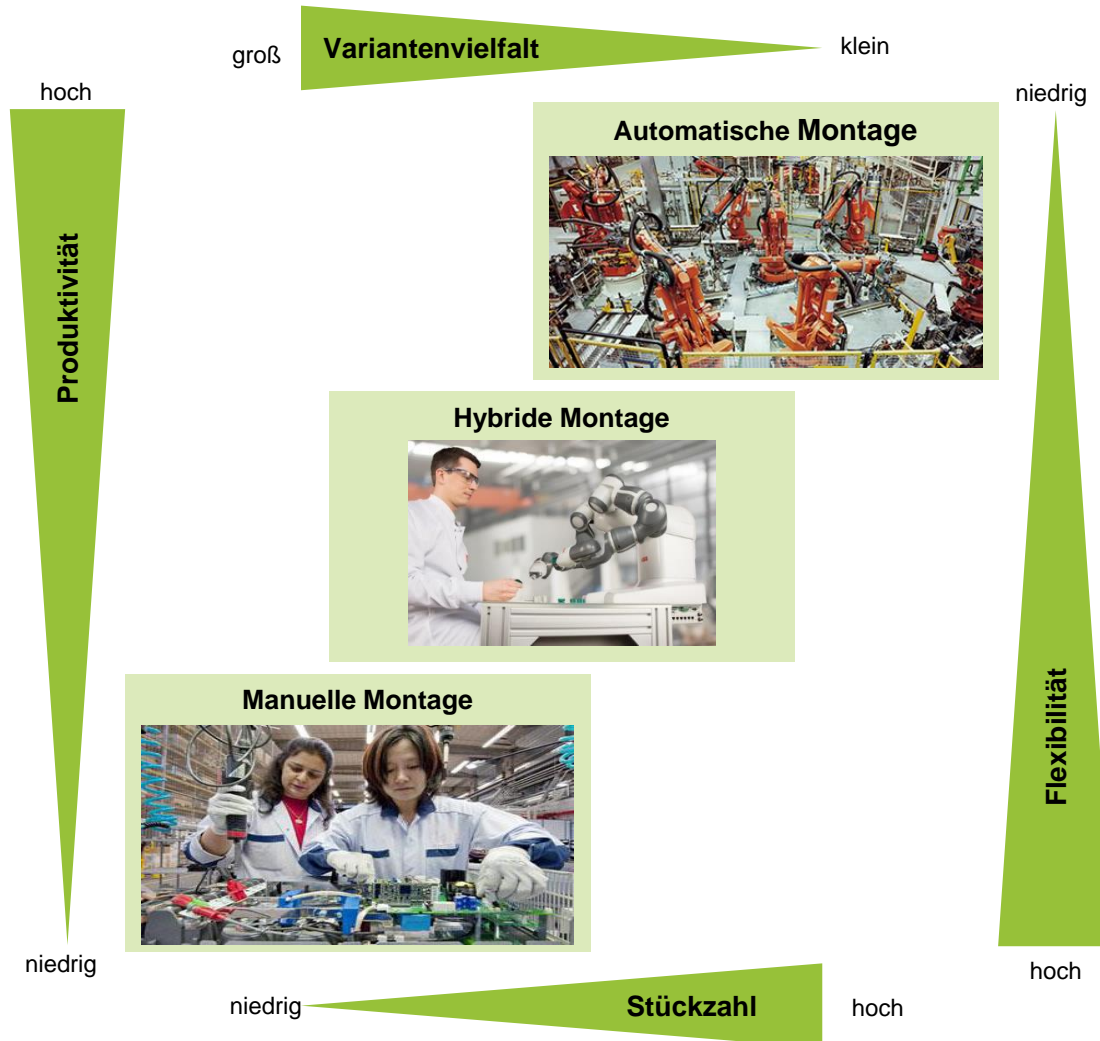 groß
Variantenvielfalt
klein
hoch
niedrig
Automatische Montage
Produktivität
Hybride Montage
Manuelle Montage
Flexibilität
niedrig
hoch
niedrig
Stückzahl
hoch